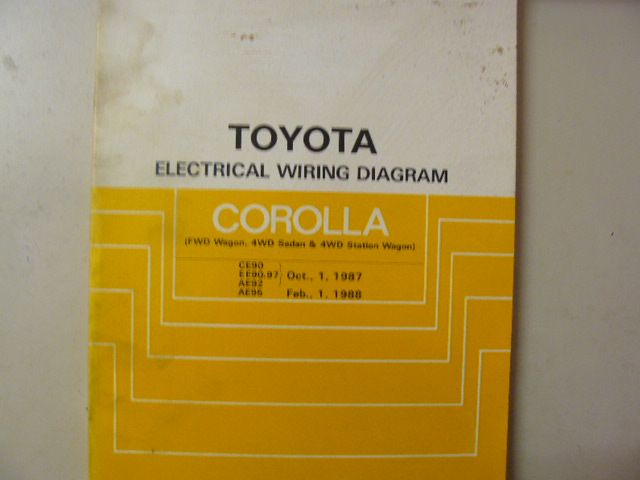 TOYOTA
ELECTRICAL WIRING DIAGRAM
COROLLA
(FWD Wagon, 4WD Sedan & 4WD Station Wagon)
CE90
EE90,97 Oct., 1, 1987
AE92
AE95 Feb., 1, 1988